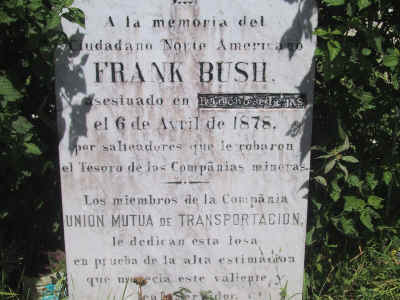 A la memoria del
Ciudadano Norte Americano
FRANK BUSH,
asesinado en
el 6 de Avril de 1878,
por salteadores que le robaron
el Tesoro de las Compañias mineras.
Los miembros de la Compañia
UNION MUTUA DE TRANSPORTACION,
le dedican esta losa
en prueba de la alta estimacion
que merecia este valiente, y
servidor.